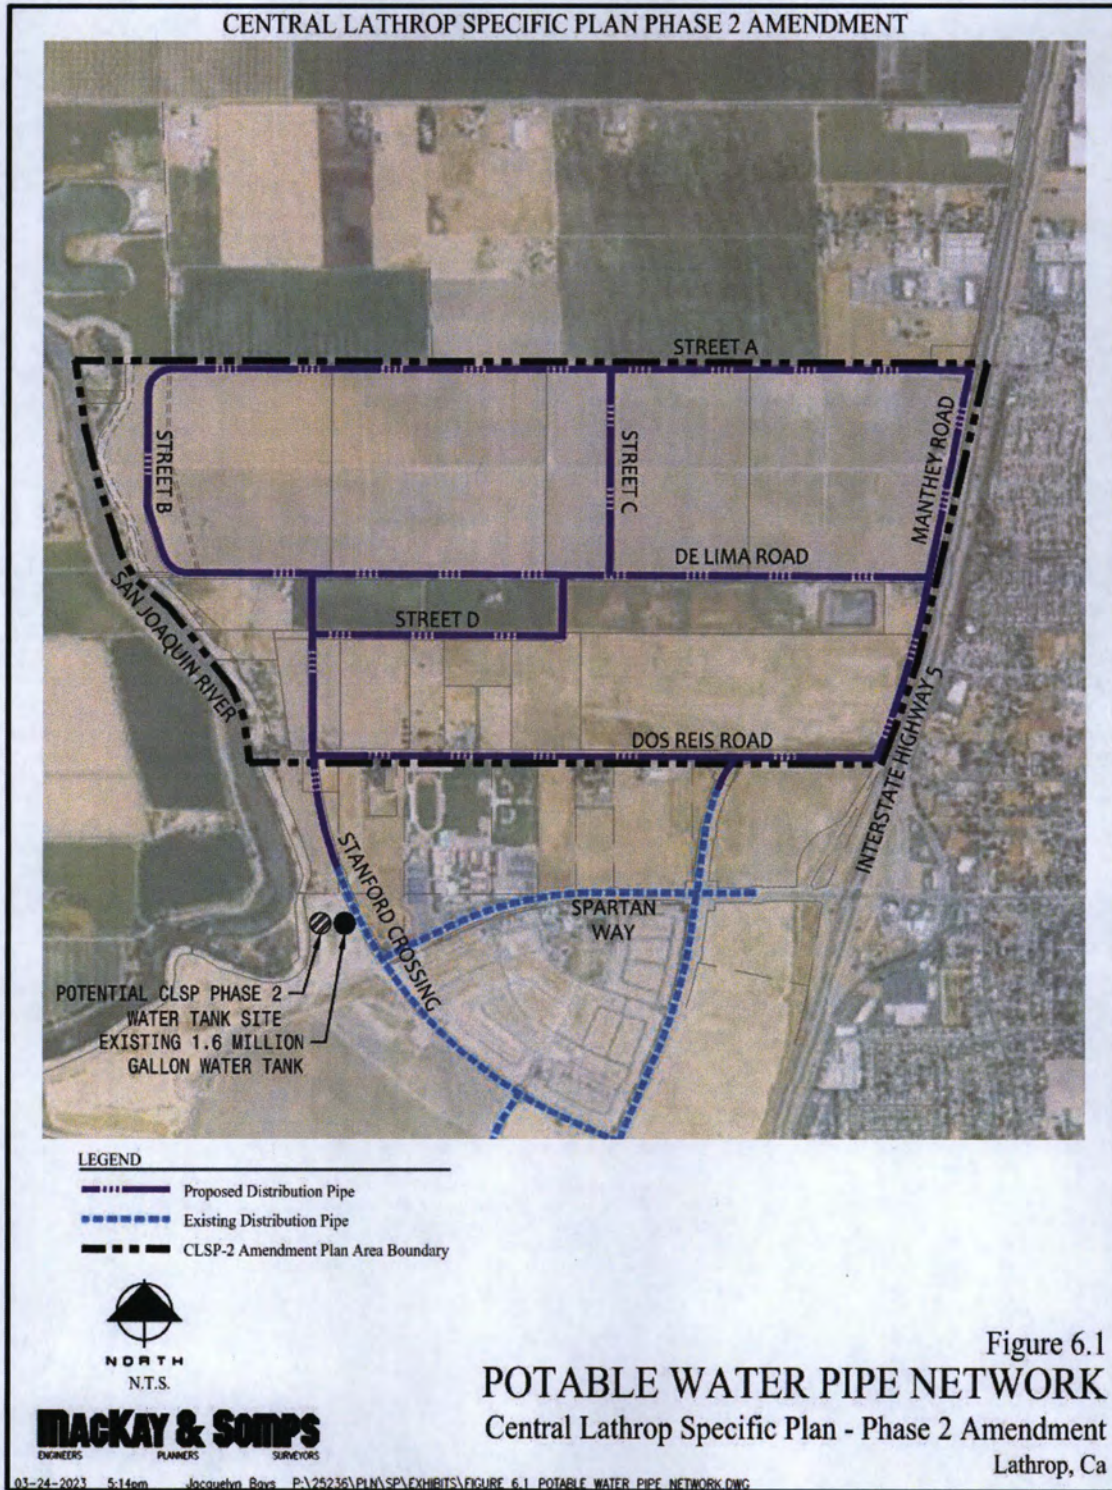 CENTRAL LATHROP SPECIFIC PLAN PHASE 2 AMENDMENT
STREET A
STREET B
STREET C
MANTHEY ROAD
DE LIMA ROAD
STREET D
SAN JOAQUIN RIVER
DOS REIS ROAD
INTERSTATE HIGHWAY 5
STANFORD CROSSING
SPARTAN
WAY
POTENTIAL CLSP PHASE 2
WATER TANK SITE
EXISTING 1.6 MILLION
GALLON WATER TANK
LEGEND
Proposed Distribution Pipe
Existing Distribution Pipe
CLSP-2 Amendment Plan Area Boundary
NORTH
N.T.S.
Figure 6.1
POTABLE WATER PIPE NETWORK
Central Lathrop Specific Plan - Phase 2 Amendment
Lathrop, Ca
MACKAY & SOMPS
ENGINEERS PLANNERS SURVEYORS
03-24-2023 5:14pm Jacquelyn Bays P:\25236\PLN\SP\EXHIBITS\FIGURE 6.1 POTABLE WATER PIPE NETWORK.DWG